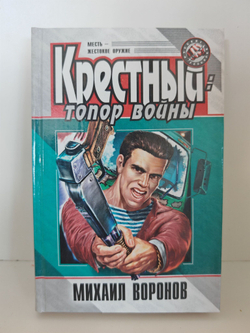 МЕСТЬ –
ЖЕСТОКОЕ ОРУЖИЕ
КРЕСТНЫЙ:
ТОПОР ВОЙНЫ
МИХАИЛ ВОРОНОВ